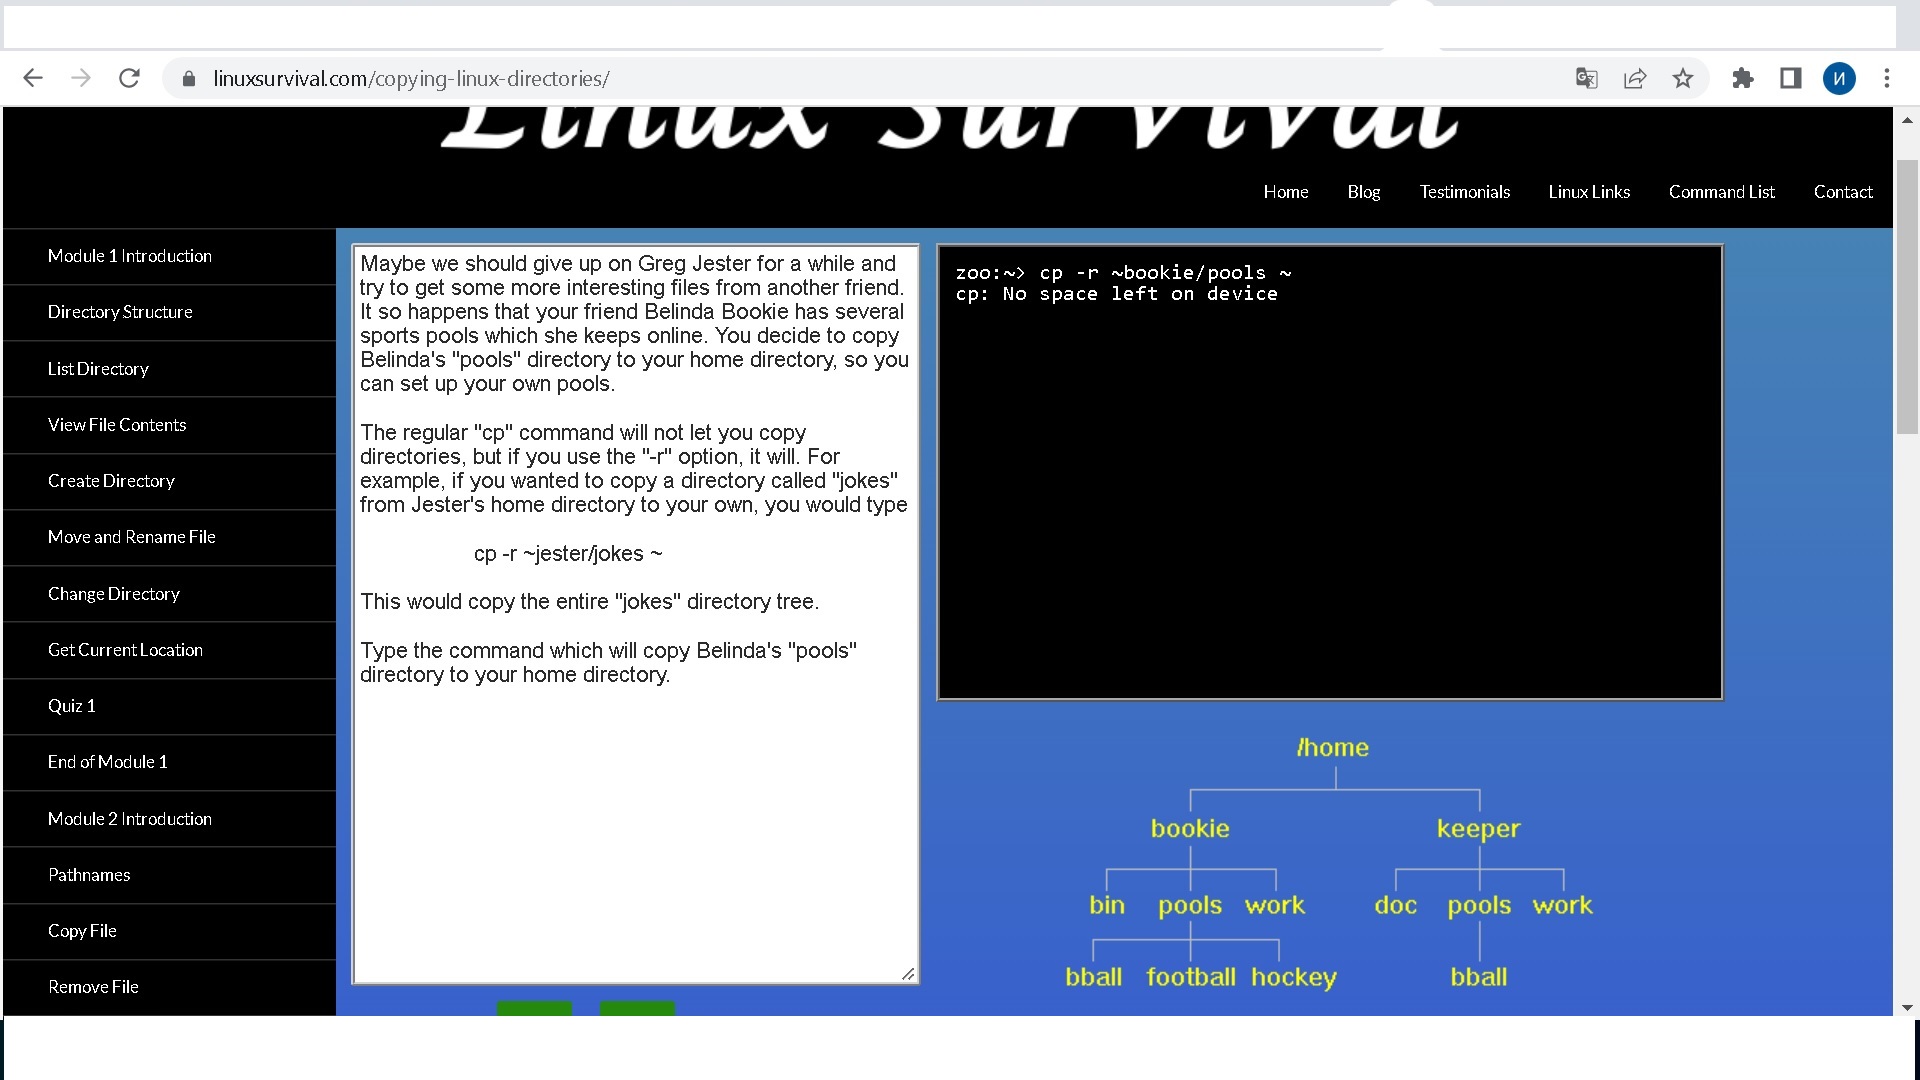 linuxsurvival.com/copying-linux-directories/
И
Linux Survival
Home Blog Testimonials Linux Links Command List Contact
Module 1 Introduction
Directory Structure
List Directory
View File Contents
Create Directory
Move and Rename File
Change Directory
Get Current Location
Quiz 1
End of Module 1
Module 2 Introduction
Pathnames
Copy File
Remove File
Maybe we should give up on Greg Jester for a while and
try to get some more interesting files from another friend.
It so happens that your friend Belinda Bookie has several
sports pools which she keeps online. You decide to copy
Belinda's "pools" directory to your home directory, so you
can set up your own pools.
The regular "cp" command will not let you copy
directories, but if you use the "-r" option, it will. For
example, if you wanted to copy a directory called "jokes"
from Jester's home directory to your own, you would type
cp -r ~jester/jokes ~
This would copy the entire "jokes" directory tree.
Type the command which will copy Belinda's "pools"
directory to your home directory.
zoo:~> cp -r ~bookie/pools ~
cp: No space left on device
/home
bookie keeper
bin pools work doc pools work
bball football hockey bball